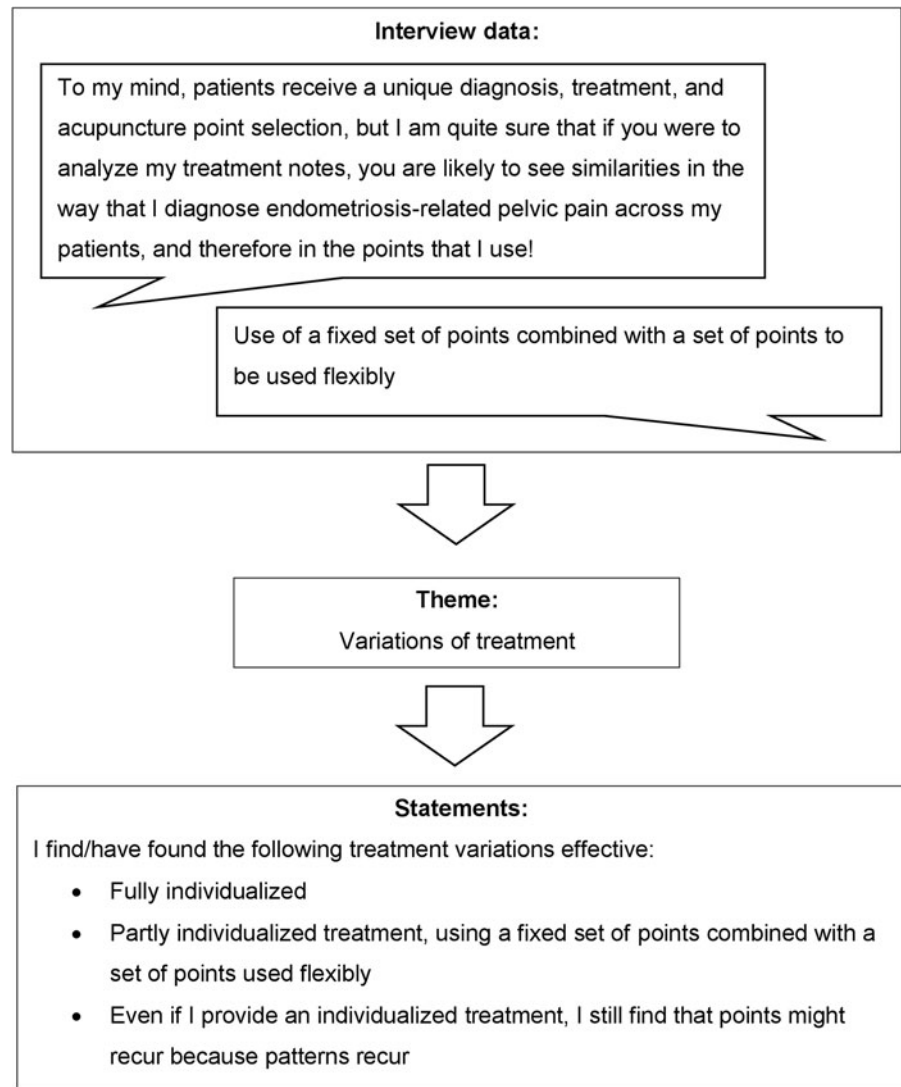 Interview data:
To my mind, patients receive a unique diagnosis, treatment, and
acupuncture point selection, but I am quite sure that if you were to
analyze my treatment notes, you are likely to see similarities in the
way that I diagnose endometriosis-related pelvic pain across my
patients, and therefore in the points that I use!
Use of a fixed set of points combined with a set of points to
be used flexibly
Theme:
Variations of treatment
Statements:
I find/have found the following treatment variations effective:
• Fully individualized
• Partly individualized treatment, using a fixed set of points combined with a
set of points used flexibly
• Even if I provide an individualized treatment, I still find that points might
recur because patterns recur